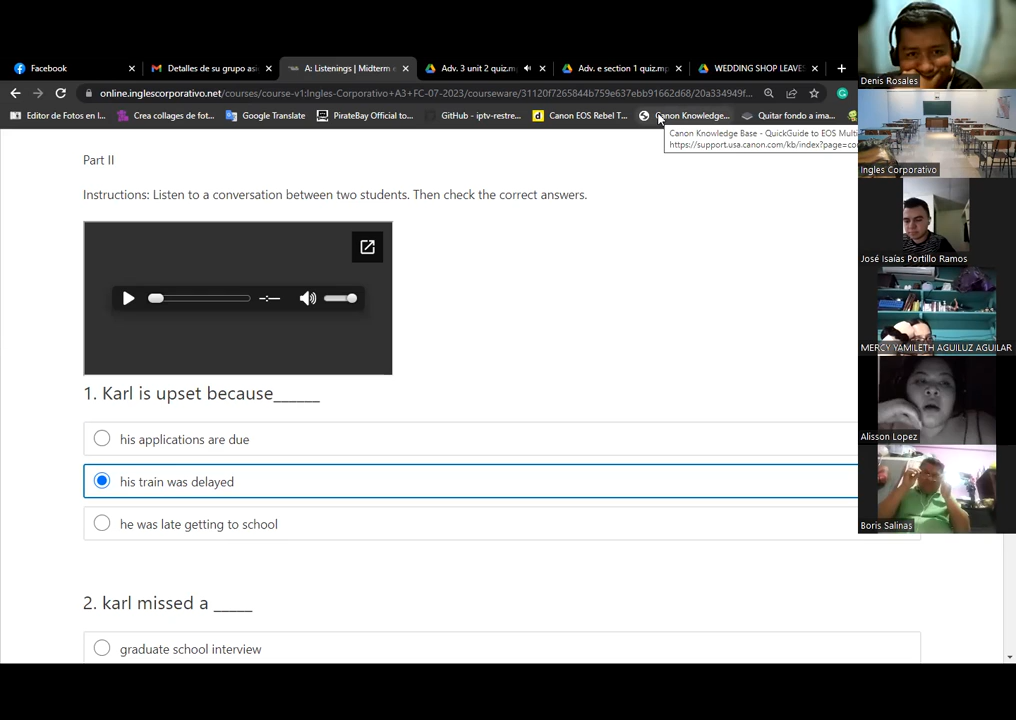 Facebook
Detalles de su grupo asi
A: Listenings | Midterm
Adv. 3 unit 2 quiz.m
Adv. e section 1 quiz.mp
WEDDING SHOP LEAVE
online.inglescorporativo.net/courses/course-v1:Ingles-Corporativo+A3+FC-07-2023/courseware/31120f7265844b759e637ebb91662d68/20a334949f...
Editor de Fotos en l...
Crea collages de fot...
Google Translate
PirateBay Official to...
GitHub - iptv-restre...
Canon EOS Rebel T...
Canon Knowledge...
Quitar fondo a ima...
Canon Knowledge Base - QuickGuide to EOS Multi
https://support.usa.canon.com/kb/index?page=co
Part II
Instructions: Listen to a conversation between two students. Then check the correct answers.
-:--
1. Karl is upset because______
his applications are due
his train was delayed
he was late getting to school
2. karl missed a _____
graduate school interview
Denis Rosales
Ingles Corporativo
José Isaías Portillo Ramos
MERCY YAMILETH AGUILUZ AGUILAR
Alisson Lopez
Boris Salinas